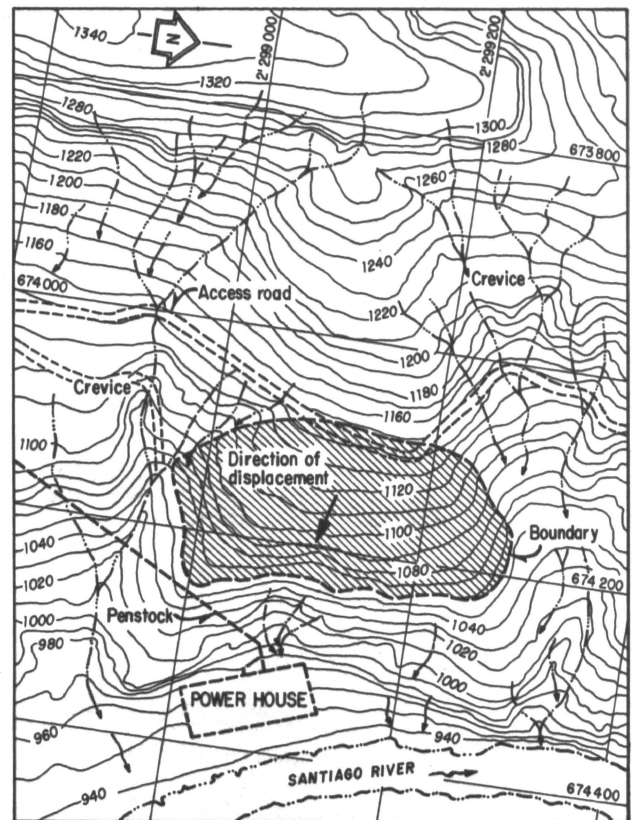 1340
N
2' 299 000
2' 299 200
1320
1280
1300
1280
673 800
1220
1200
1260
1180
1160
1240
674 000
Access road
Crevice
1220
1200
Crevice
1180
1160
1100
Direction of
displacement
1120
1100
Boundary
1040
1080
1020
674 200
1000
Penstock
1040
980
1020
1000
POWER HOUSE
960
940
SANTIAGO RIVER
940
674 400